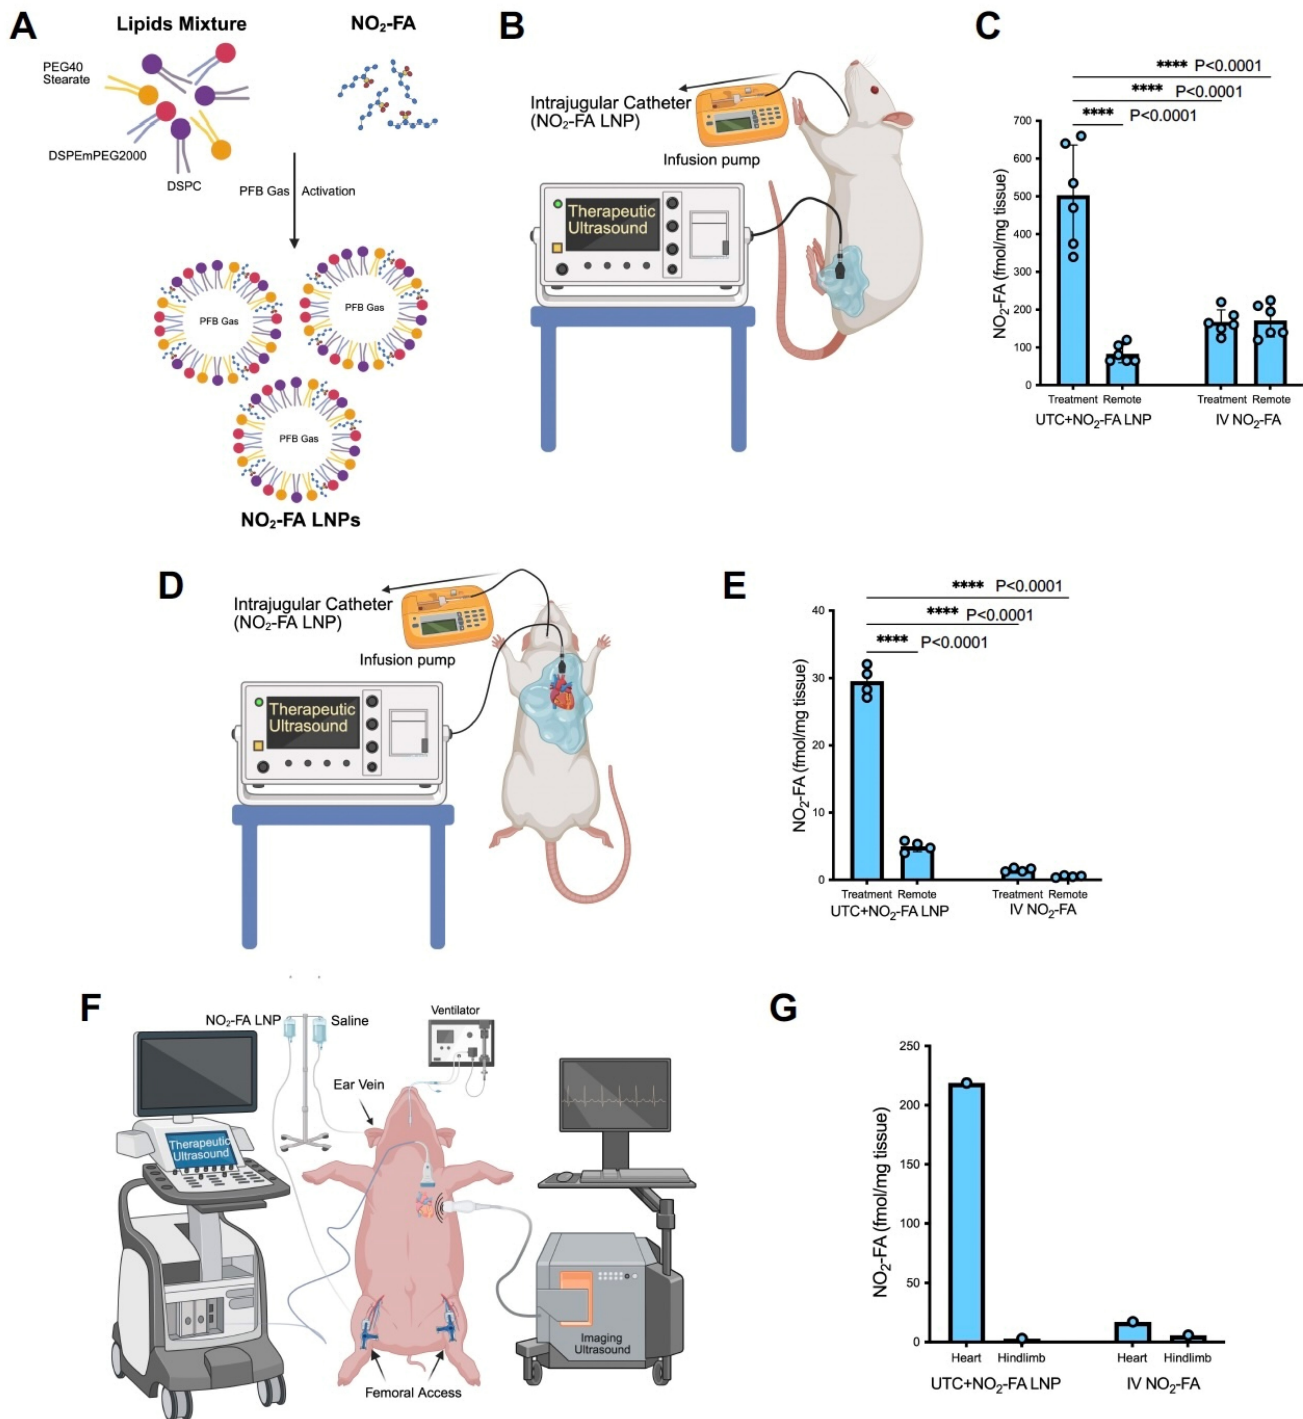 A
Lipids Mixture
NO₂-FA
PEG40
Stearate
DSPEmPEG2000
DSPC
PFB Gas
Activation
PFB Gas
PFB Gas
PFB Gas
NO₂-FA LNPs
B
Intrajugular Catheter
(NO₂-FA LNP)
Infusion pump
Therapeutic
Ultrasound
C
**** P<0.0001
**** P<0.0001
**** P<0.0001
NO₂-FA (fmol/mg tissue)
700
600
500
400
300
200
100
0
Treatment Remote Treatment Remote
UTC+NO₂-FA LNP IV NO₂-FA
D
Intrajugular Catheter
(NO₂-FA LNP)
Infusion pump
Therapeutic
Ultrasound
E
**** P<0.0001
**** P<0.0001
**** P<0.0001
NO₂-FA (fmol/mg tissue)
40
30
20
10
0
Treatment Remote Treatment Remote
UTC+NO₂-FA LNP IV NO₂-FA
F
NO₂-FA LNP
Saline
Ventilator
Ear Vein
Therapeutic
Ultrasound
Imaging
Ultrasound
Femoral Access
G
NO₂-FA (fmol/mg tissue)
250
200
150
100
50
0
Heart Hindlimb Heart Hindlimb
UTC+NO₂-FA LNP IV NO₂-FA